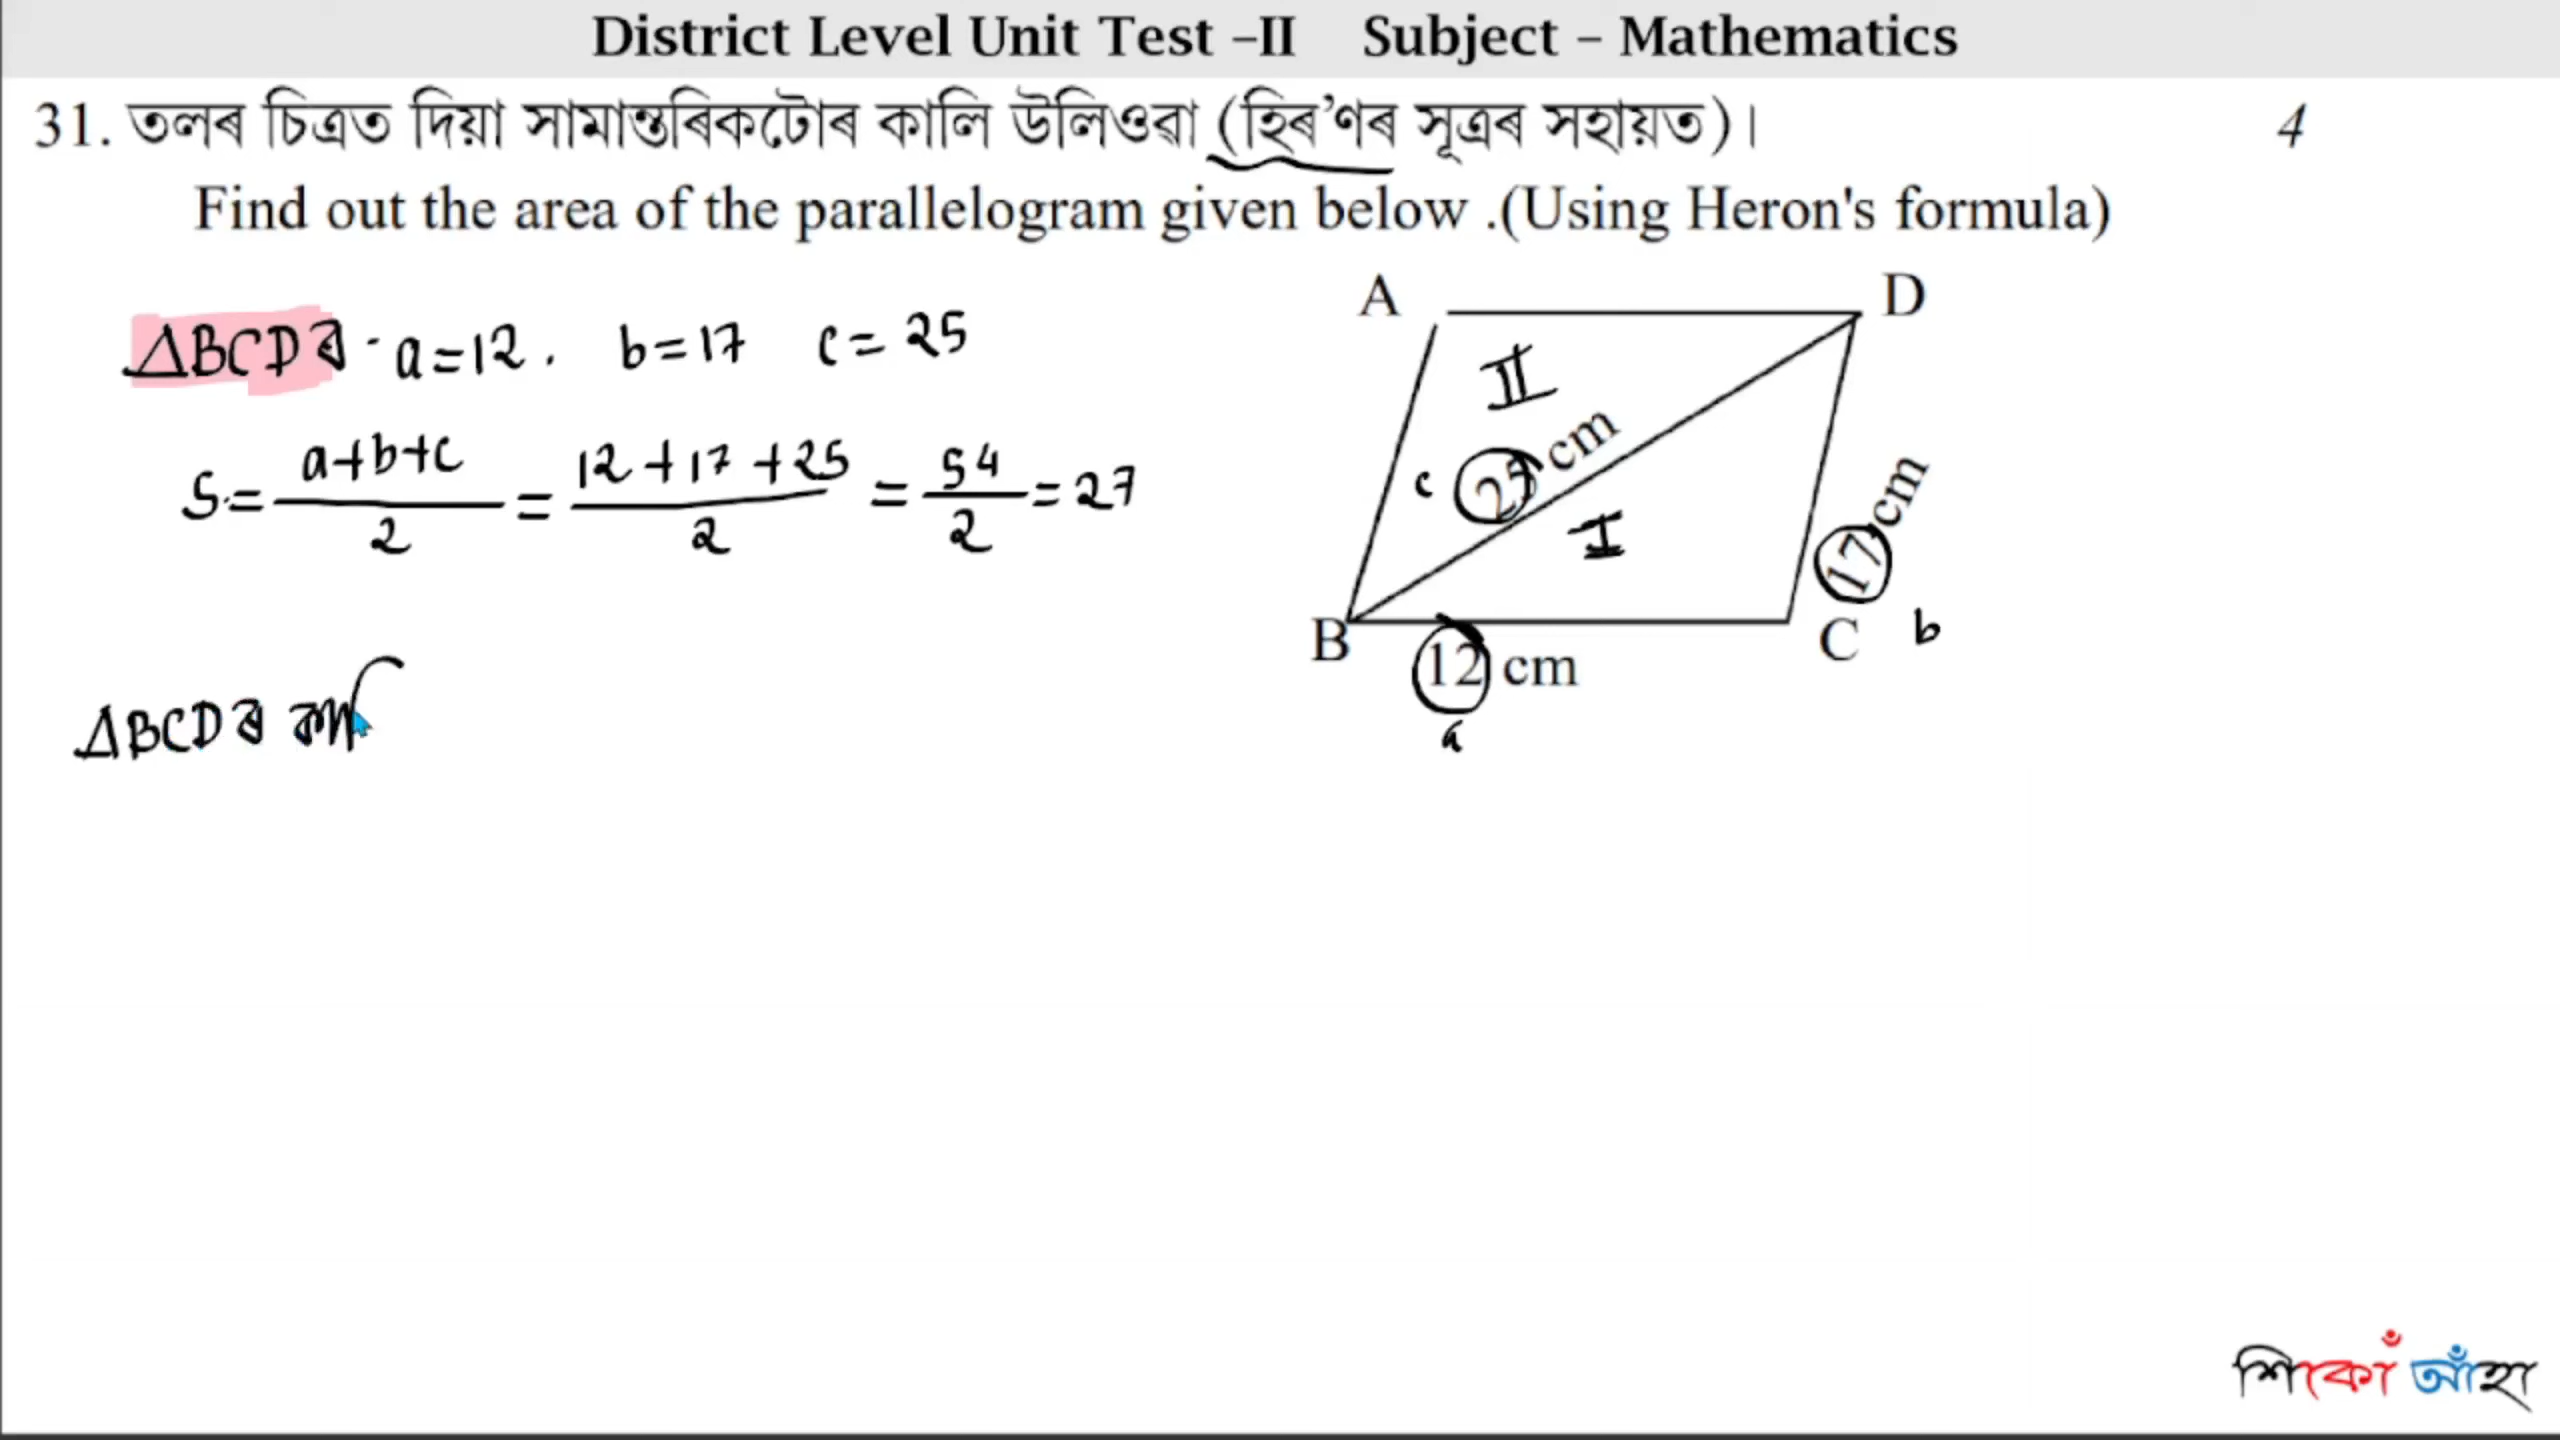 District Level Unit Test –II Subject – Mathematics
31. তলৰ চিত্ৰত দিয়া সামান্তৰিকটোৰ কালি উলিওৱা (হিৰ’ণৰ সূত্ৰৰ সহায়ত)। 4
Find out the area of the parallelogram given below .(Using Heron's formula)
△BCDৰ a=12. b=17 c=25
S=a+b+c/2=12+17+25/2=54/2=27
△BCDৰ
A
D
II
c 25 cm
I
17 cm
b
B
C
12 cm
a
শিকোঁ আঁহা